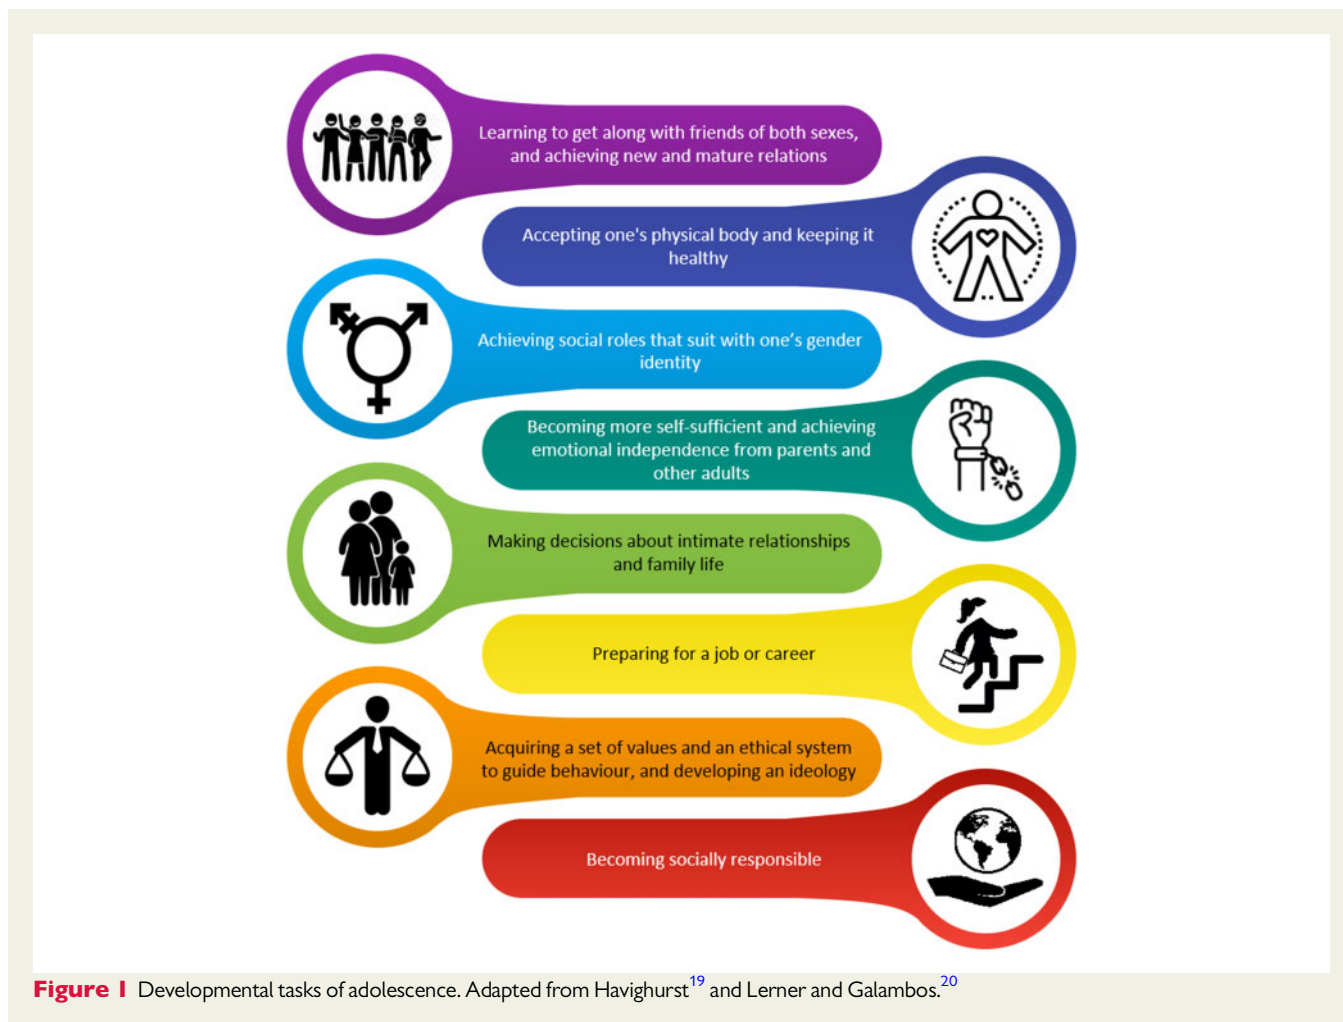 Learning to get along with friends of both sexes,
and achieving new and mature relations
Accepting one's physical body and keeping it
healthy
Achieving social roles that suit with one’s gender
identity
Becoming more self-sufficient and achieving
emotional independence from parents and
other adults
Making decisions about intimate relationships
and family life
Preparing for a job or career
Acquiring a set of values and an ethical system
to guide behaviour, and developing an ideology
Becoming socially responsible
Figure 1 Developmental tasks of adolescence. Adapted from Havighurst19 and Lerner and Galambos.20